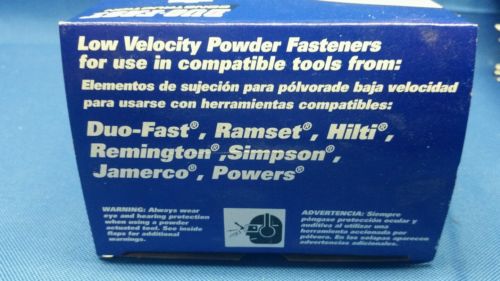 DUO-FAST
Low Velocity Powder Fasteners
for use in compatible tools from:
Elementos de sujeción para pólvorade baja velocidad
para usarse con herramientas compatibles:
Duo-Fast®, Ramset®, Hilti®,
Remington®,Simpson®,
Jamerco®, Powers®
WARNING: Always wear
eye and hearing protection
when using a powder
actuated tool. See inside
flaps for additional
warnings.
ADVERTENCIA: Siempre
póngase protección ocular y
auditiva al utilizar una
herramienta accionada por
pólvora. En las solapas aparecen
advertencias adicionales.